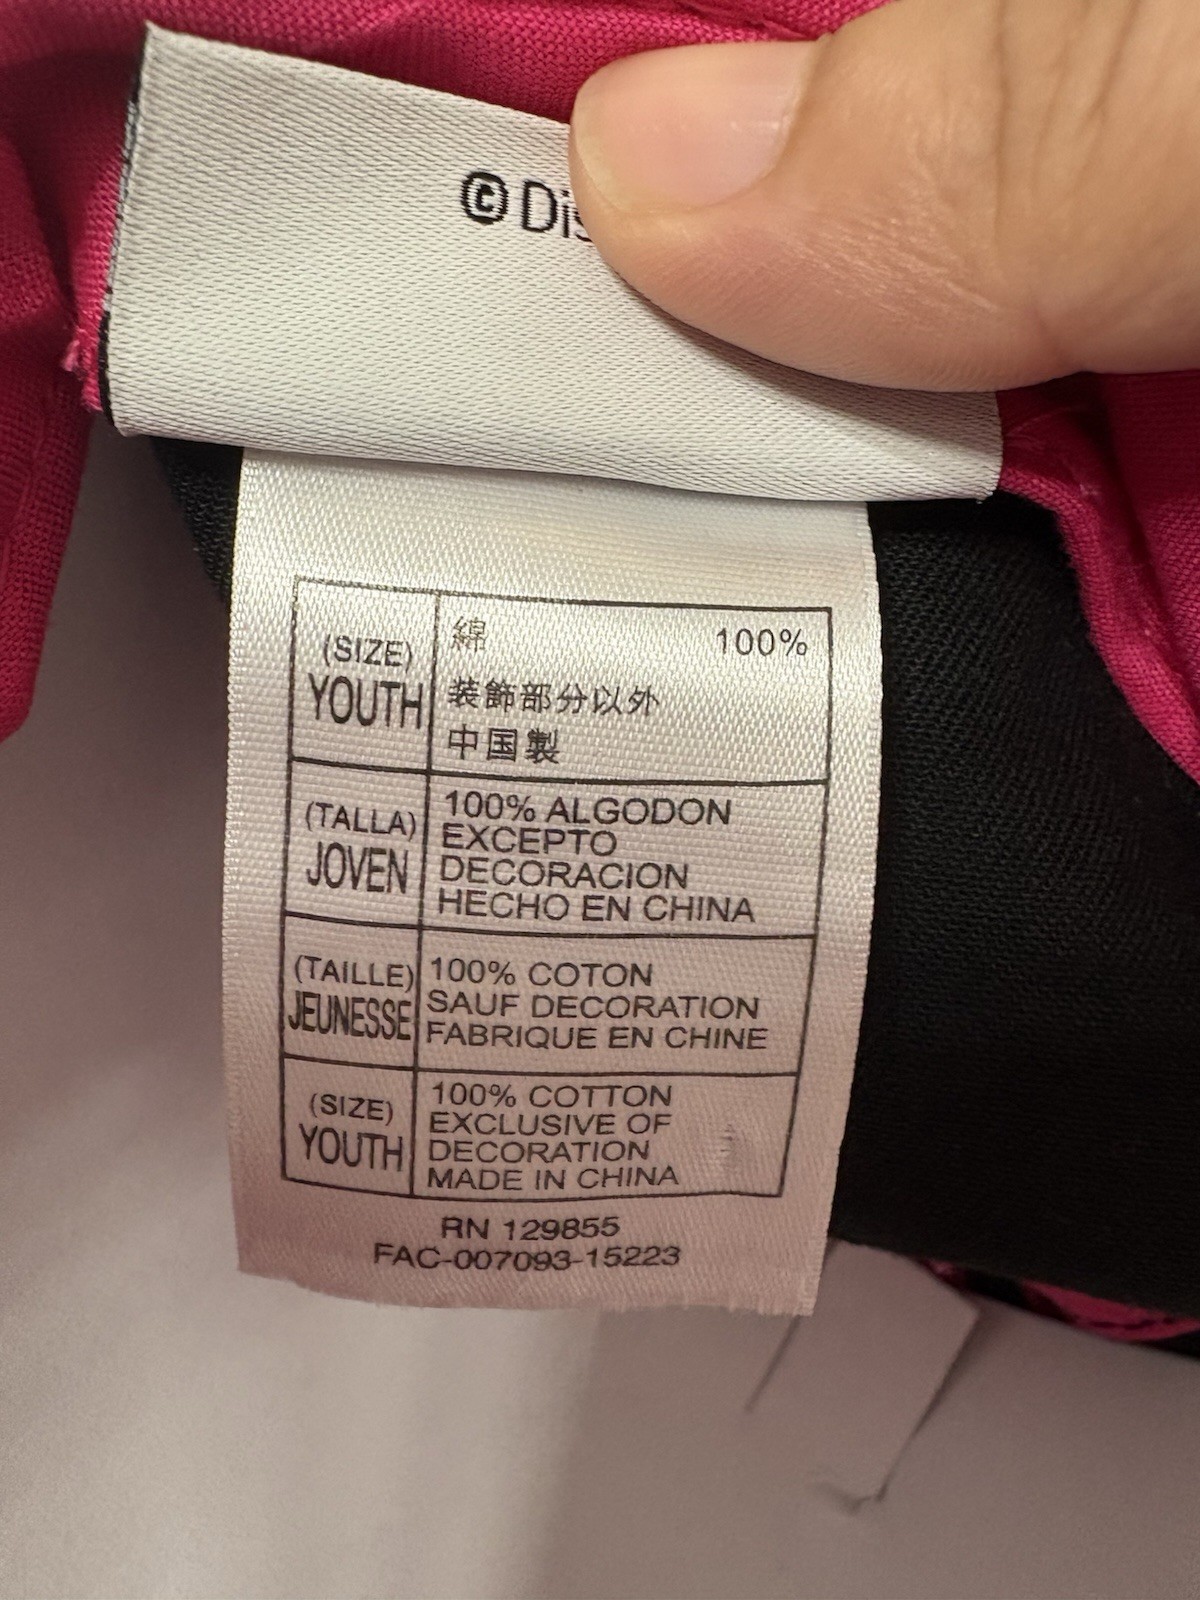 © Dis
(SIZE)
YOUTH
綿 100%
装飾部分以外
中国製
(TALLA)
JOVEN
100% ALGODON
EXCEPTO
DECORACION
HECHO EN CHINA
(TAILLE)
JEUNESSE
100% COTON
SAUF DECORATION
FABRIQUE EN CHINE
(SIZE)
YOUTH
100% COTTON
EXCLUSIVE OF
DECORATION
MADE IN CHINA
RN 129855
FAC-007093-15223